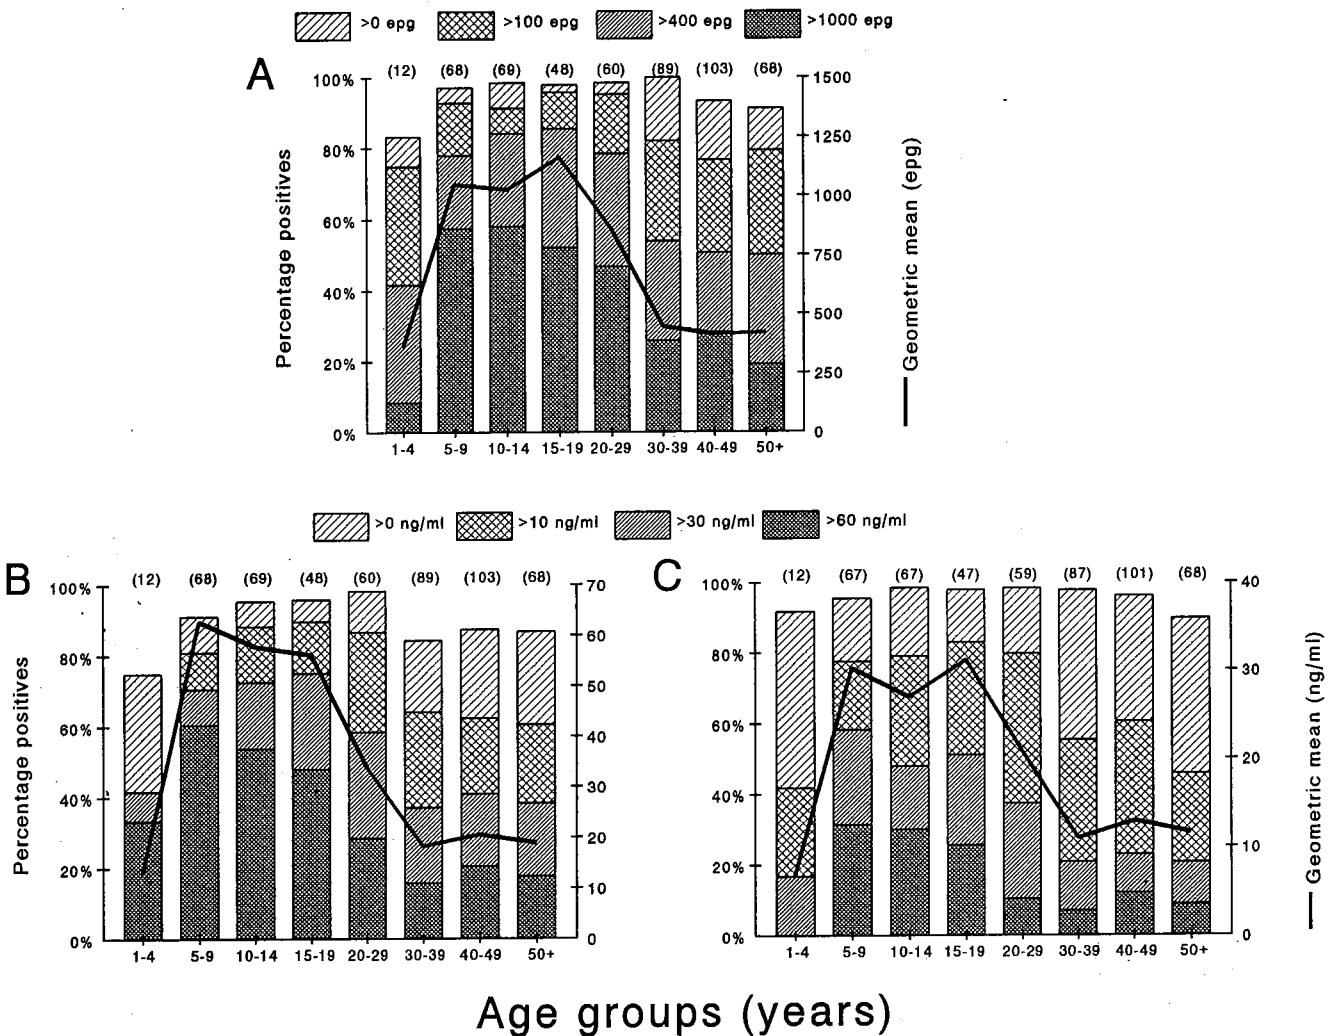 >0 epg >100 epg >400 epg >1000 epg
A
(12) (68) (69) (48) (60) (89) (103) (68)
100% 80% 60% 40% 20% 0%
Percentage positives
1500 1250 1000 750 500 250 0
Geometric mean (epg)
1-4 5-9 10-14 15-19 20-29 30-39 40-49 50+
>0 ng/ml >10 ng/ml >30 ng/ml >60 ng/ml
B
(12) (68) (69) (48) (60) (89) (103) (68)
100% 80% 60% 40% 20% 0%
Percentage positives
70 60 50 40 30 20 10 0
1-4 5-9 10-14 15-19 20-29 30-39 40-49 50+
C
(12) (67) (67) (47) (59) (87) (101) (68)
100% 80% 60% 40% 20% 0%
40 30 20 10 0
Geometric mean (ng/ml)
1-4 5-9 10-14 15-19 20-29 30-39 40-49 50+
Age groups (years)